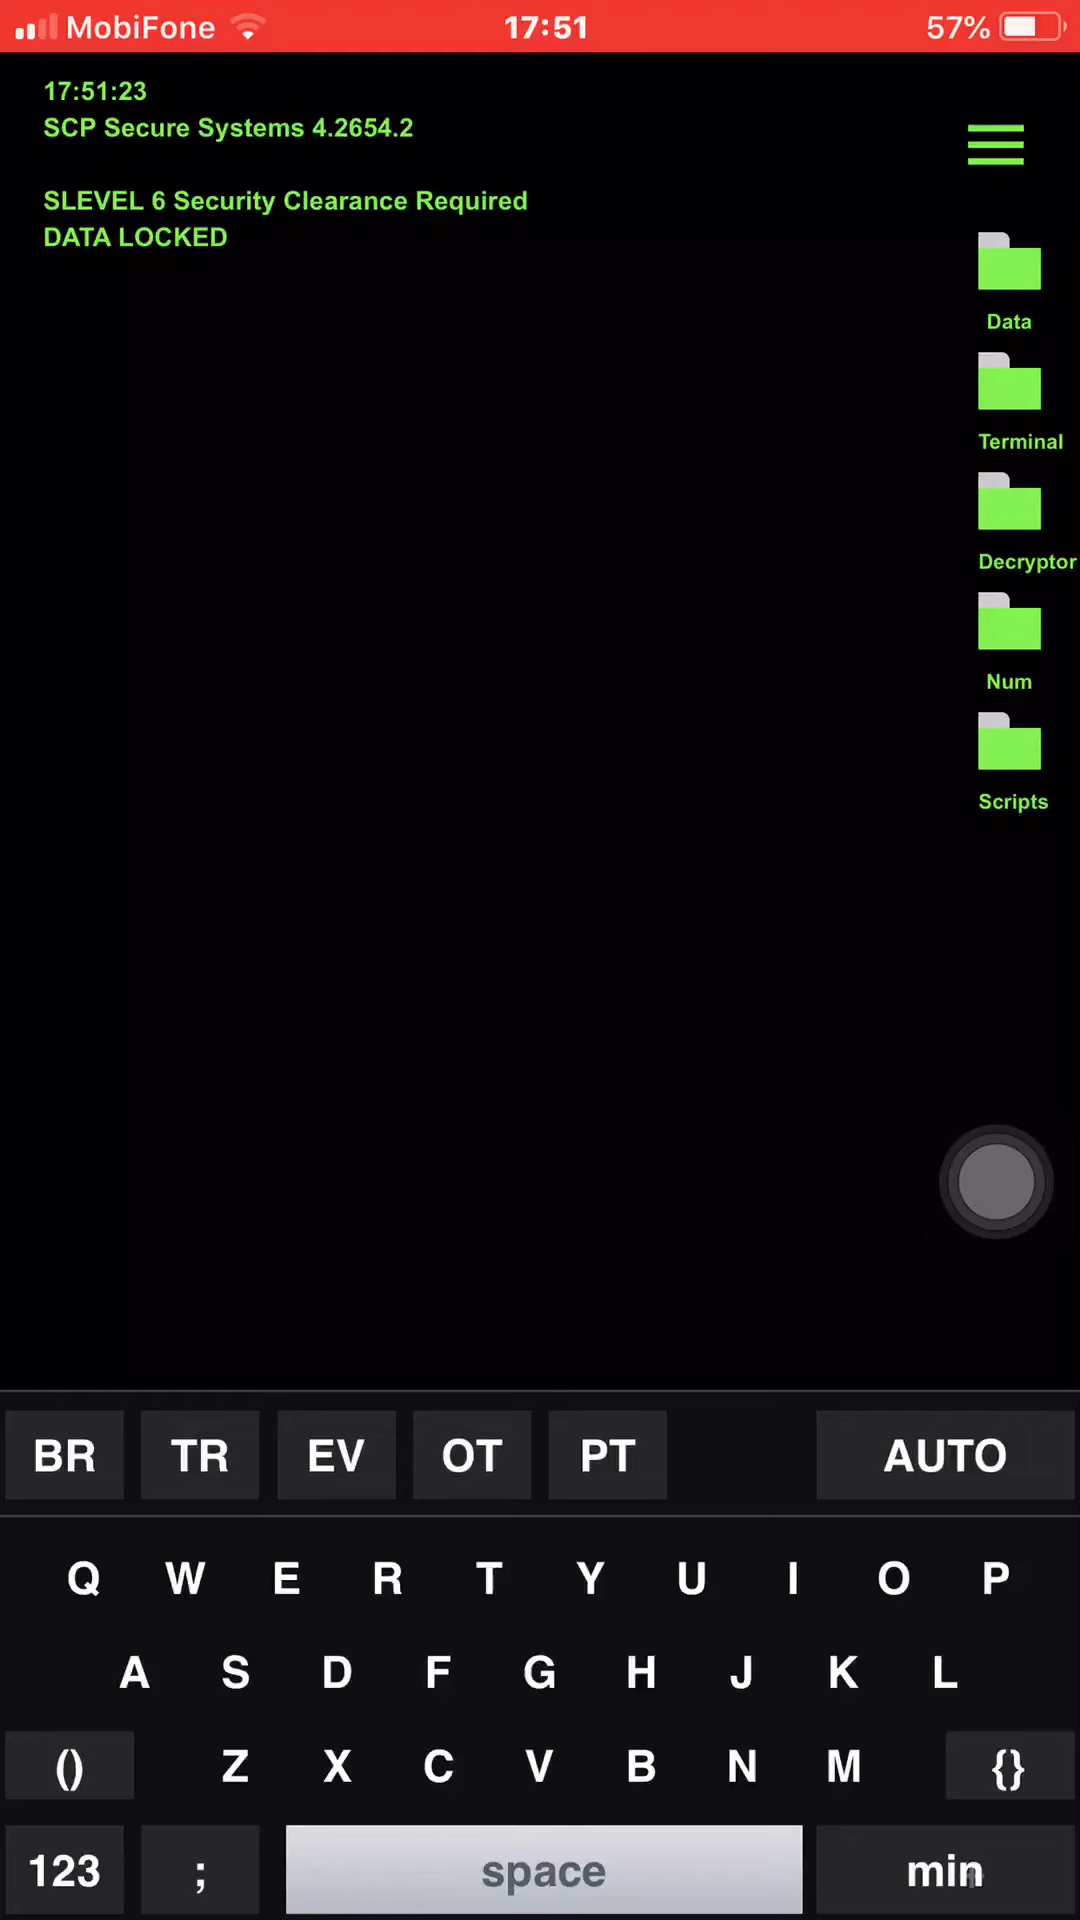 MobiFone 17:51 57%
17:51:23
SCP Secure Systems 4.2654.2
SLEVEL 6 Security Clearance Required
DATA LOCKED
Data
Terminal
Decryptor
Num
Scripts
BR TR EV OT PT AUTO
Q W E R T Y U I O P
A S D F G H J K L
() Z X C V B N M {}
123 ; space min